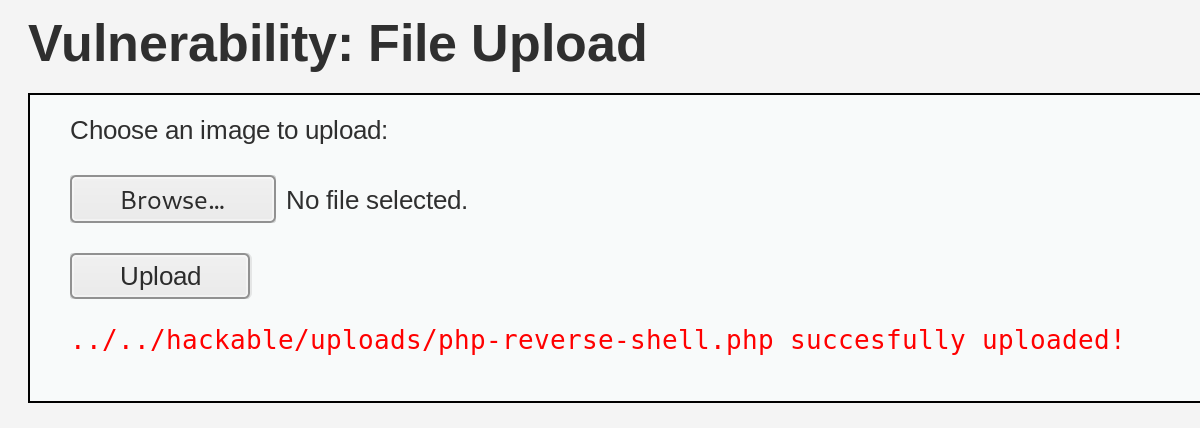 Vulnerability: File Upload
Choose an image to upload:
Browse... No file selected.
Upload
../../hackable/uploads/php-reverse-shell.php succesfully uploaded!